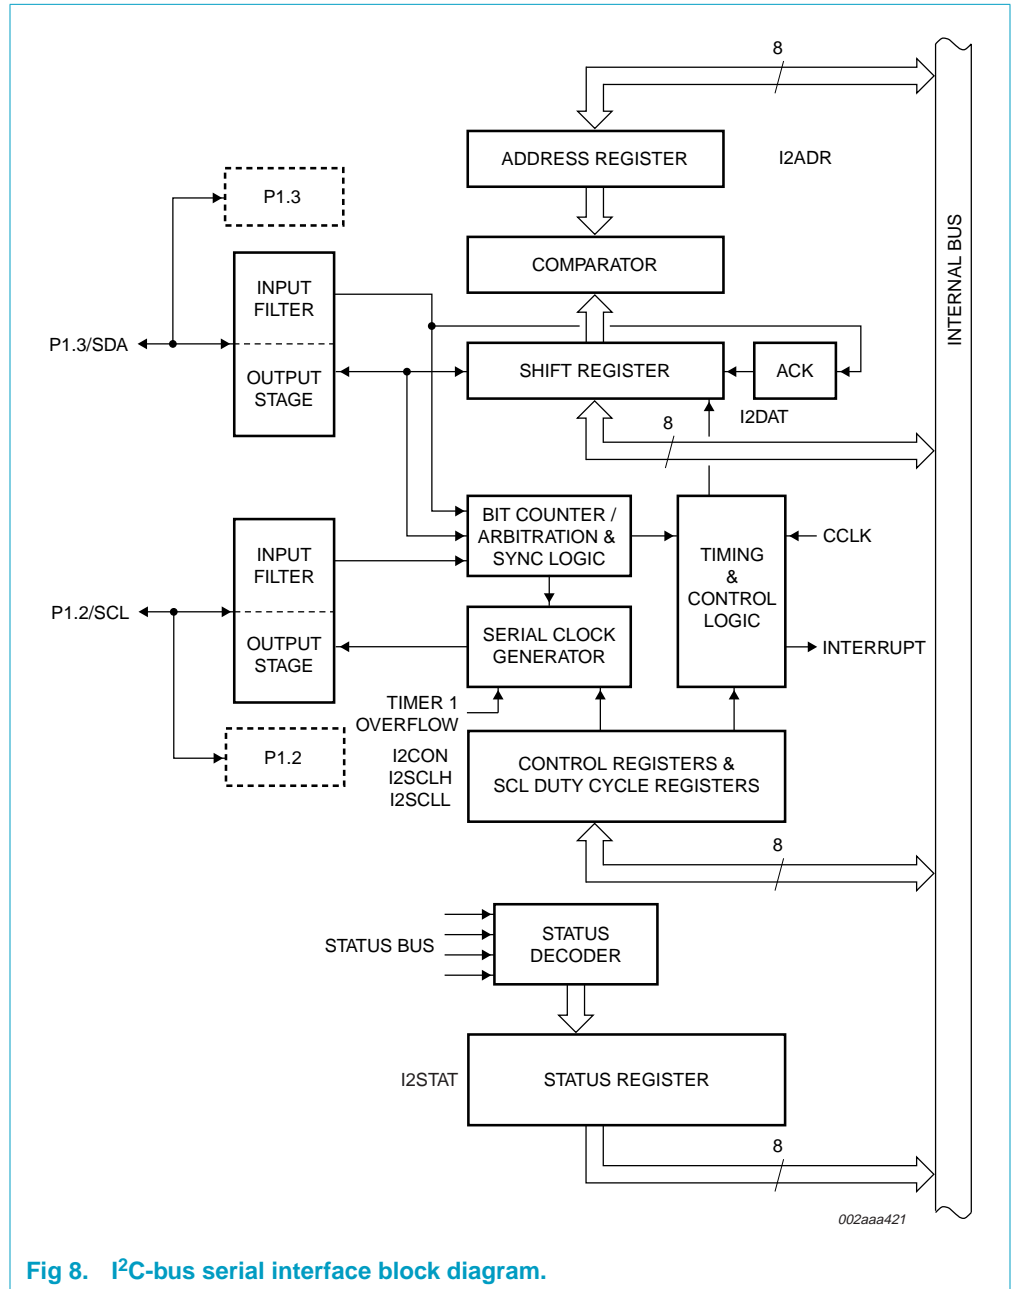 8
ADDRESS REGISTER
I2ADR
P1.3
COMPARATOR
INTERNAL BUS
INPUT
FILTER
P1.3/SDA
OUTPUT
STAGE
SHIFT REGISTER
ACK
I2DAT
8
BIT COUNTER /
ARBITRATION &
SYNC LOGIC
INPUT
FILTER
P1.2/SCL
OUTPUT
STAGE
TIMING
&
CONTROL
LOGIC
CCLK
INTERRUPT
SERIAL CLOCK
GENERATOR
TIMER 1
OVERFLOW
P1.2
I2CON
I2SCLH
I2SCLL
CONTROL REGISTERS &
SCL DUTY CYCLE REGISTERS
8
STATUS BUS
STATUS
DECODER
I2STAT
STATUS REGISTER
8
002aaa421
Fig 8. I²C-bus serial interface block diagram.